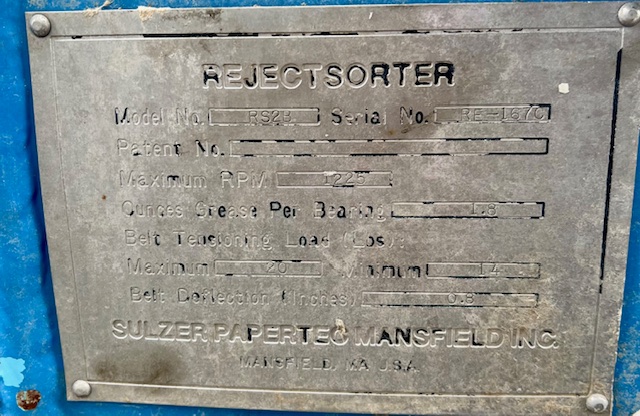 REJECTSORTER
Model No. RS2B Serial No. RE-167C
Patent No.
Maximum RPM 1225
Ounces Grease Per Bearing 1.8
Belt Tensioning Load (Lbs):
Maximum 20 Minimum 14
Belt Deflection (Inches) 0.8
SULZER PAPERTEC MANSFIELD INC.
MANSFIELD, MA U.S.A.